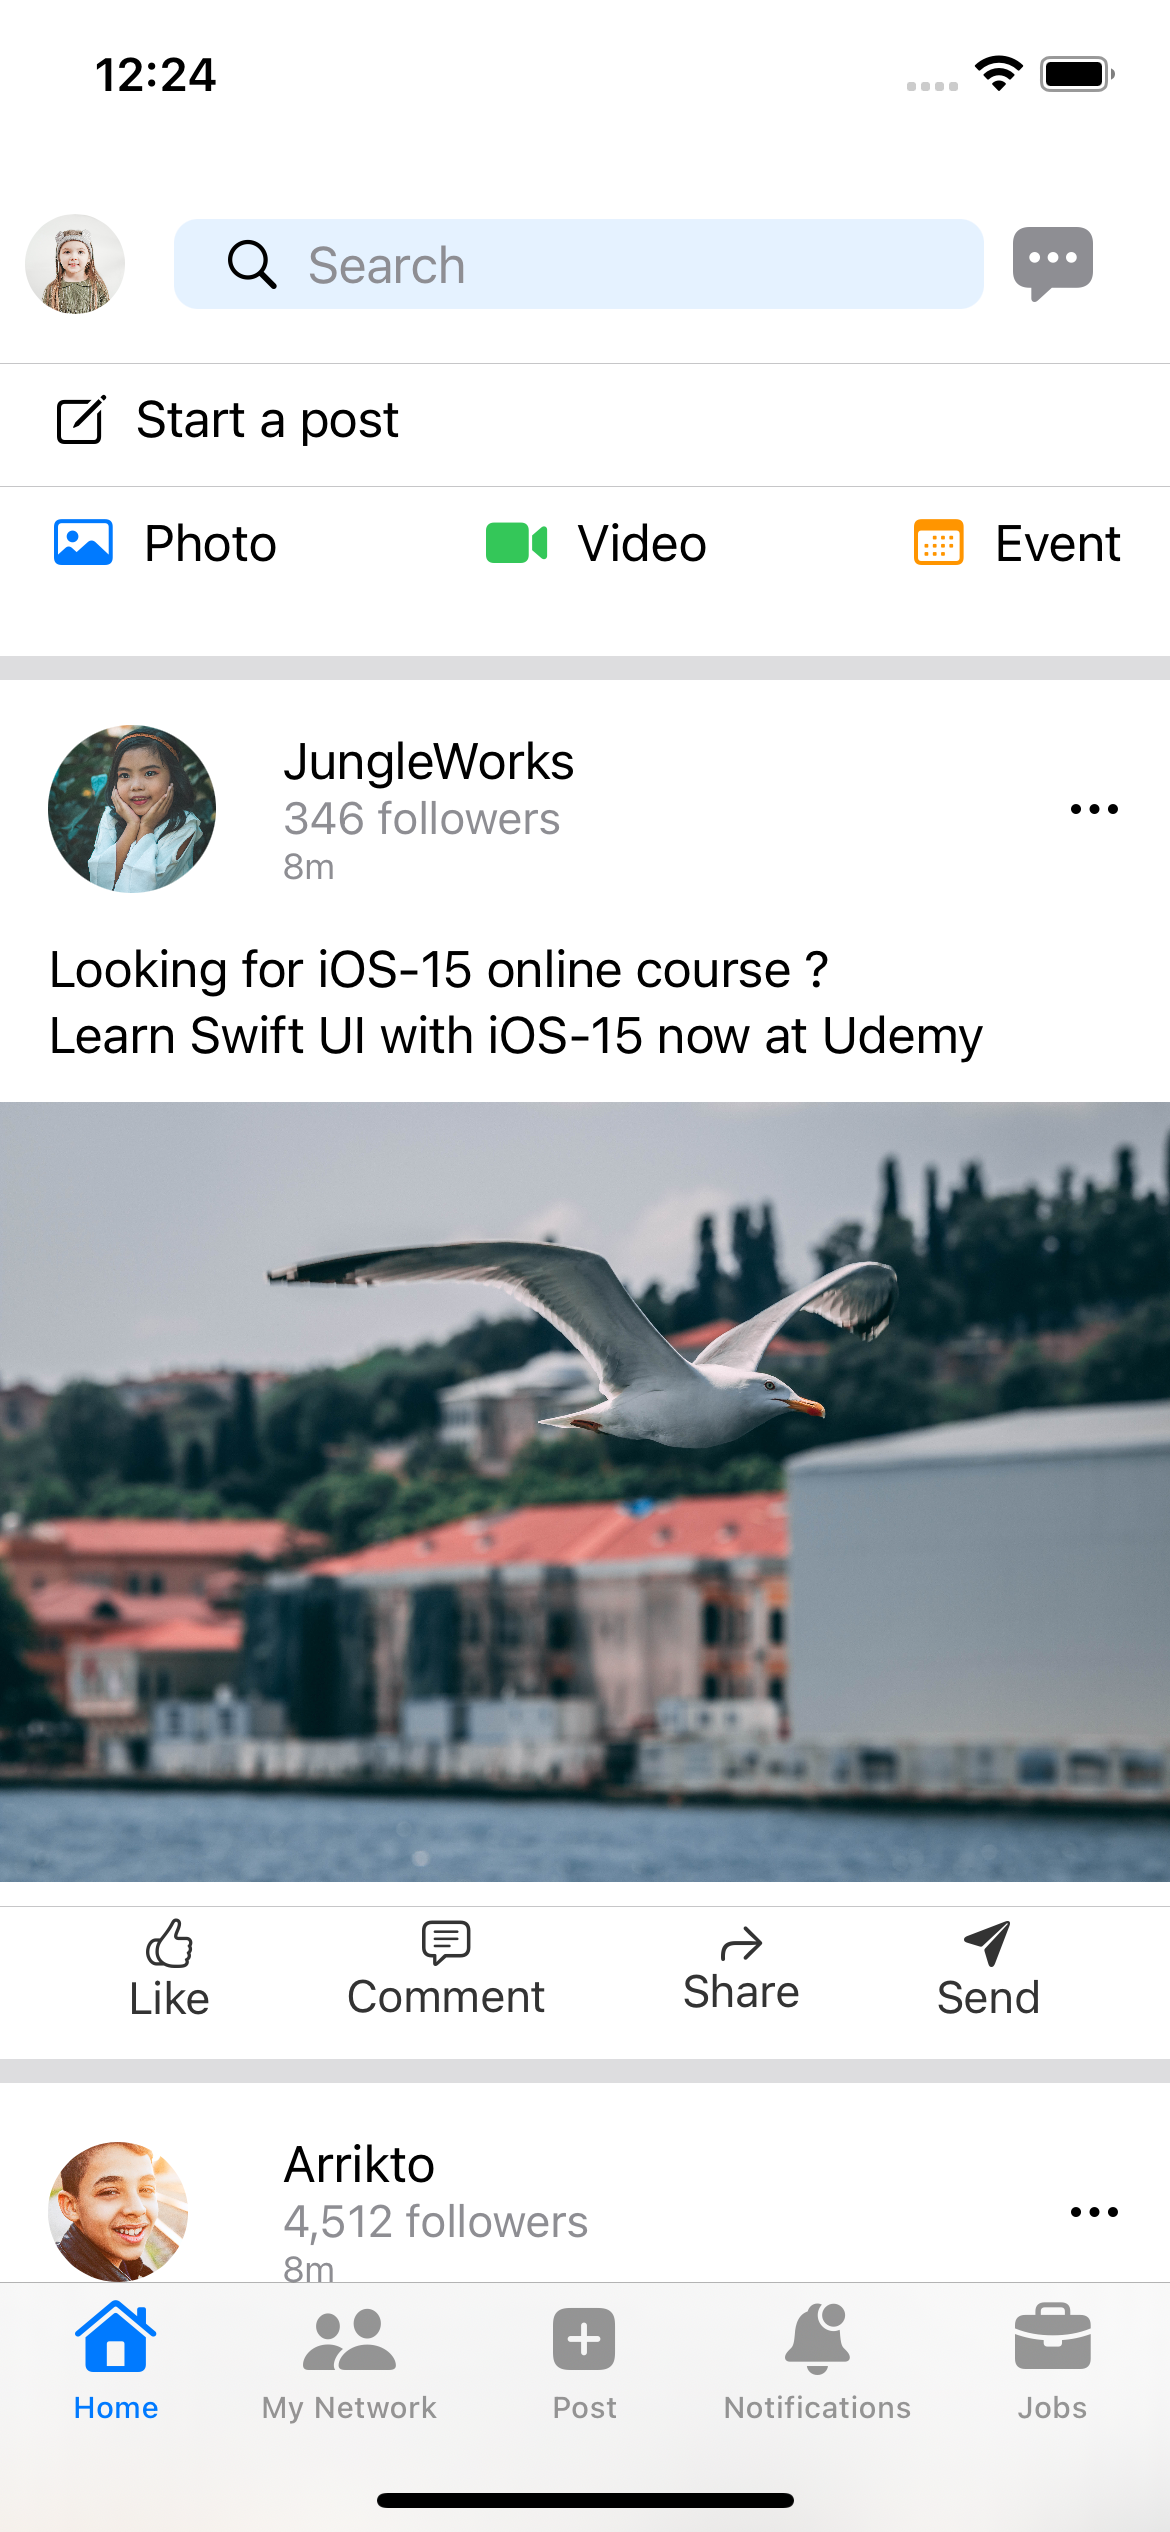 12:24
Search
Start a post
Photo Video Event
JungleWorks
346 followers
8m
Looking for iOS-15 online course ?
Learn Swift UI with iOS-15 now at Udemy
Like Comment Share Send
Arrikto
4,512 followers
8m
Home My Network Post Notifications Jobs